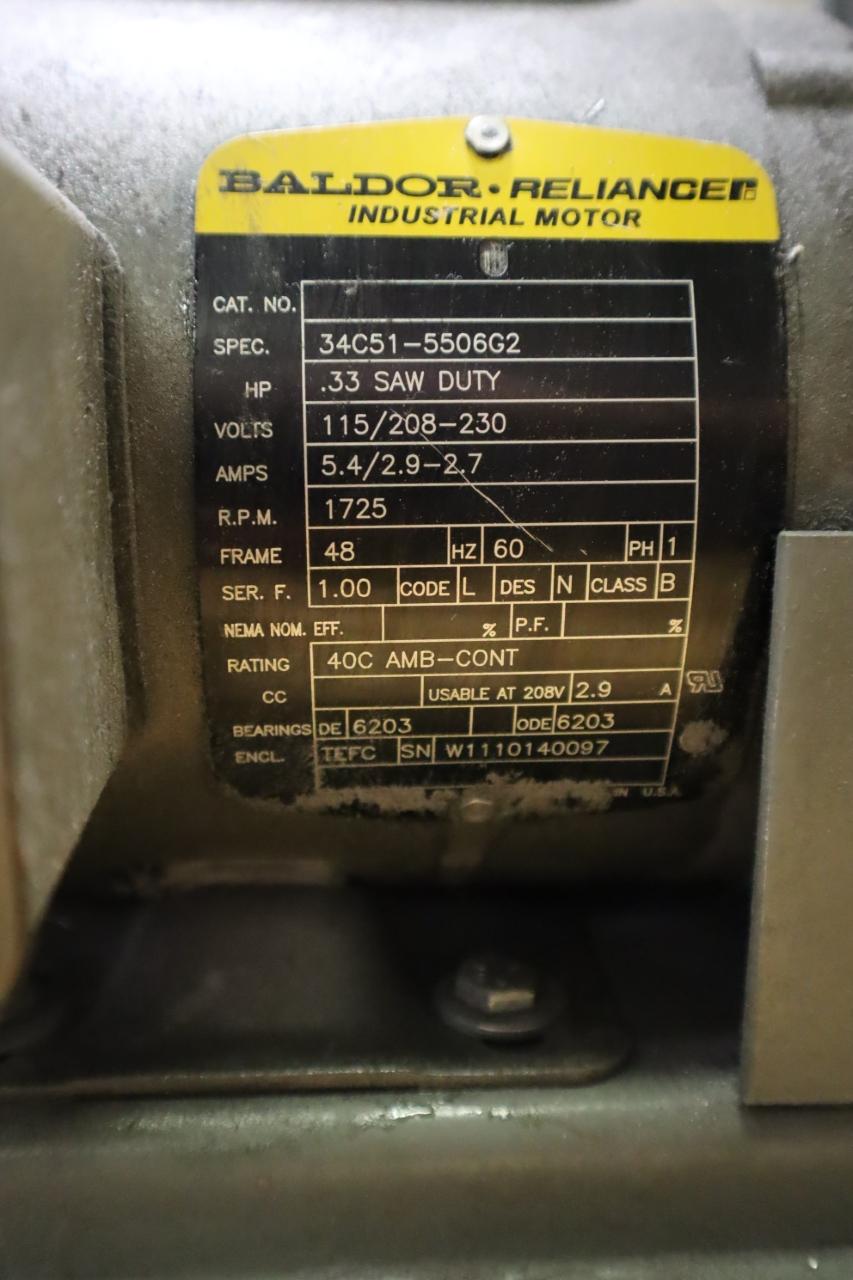 BALDOR • RELIANCE
INDUSTRIAL MOTOR
CAT. NO.
SPEC. 34C51-5506G2
HP .33 SAW DUTY
VOLTS 115/208-230
AMPS 5.4/2.9-2.7
R.P.M. 1725
FRAME 48 HZ 60 PH 1
SER. F. 1.00 CODE L DES N CLASS B
NEMA NOM. EFF. % P.F. %
RATING 40C AMB-CONT
CC USABLE AT 208V 2.9 A
BEARINGS DE 6203 ODE 6203
ENCL. TEFC SN W1110140097
IN U.S.A.